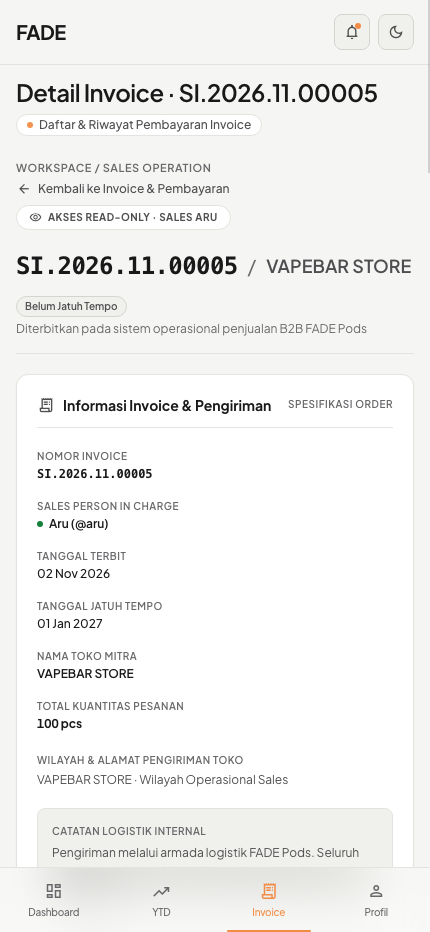 FADE
Detail Invoice · SI.2026.11.00005
Daftar & Riwayat Pembayaran Invoice
WORKSPACE / SALES OPERATION
Kembali ke Invoice & Pembayaran
AKSES READ-ONLY · SALES ARU
SI.2026.11.00005 / VAPEBAR STORE
Belum Jatuh Tempo
Diterbitkan pada sistem operasional penjualan B2B FADE Pods
Informasi Invoice & Pengiriman SPESIFIKASI ORDER
NOMOR INVOICE
SI.2026.11.00005
SALES PERSON IN CHARGE
Aru (@aru)
TANGGAL TERBIT
02 Nov 2026
TANGGAL JATUH TEMPO
01 Jan 2027
NAMA TOKO MITRA
VAPEBAR STORE
TOTAL KUANTITAS PESANAN
100 pcs
WILAYAH & ALAMAT PENGIRIMAN TOKO
VAPEBAR STORE · Wilayah Operasional Sales
CATATAN LOGISTIK INTERNAL
Pengiriman melalui armada logistik FADE Pods. Seluruh
Dashboard YTD Invoice Profil